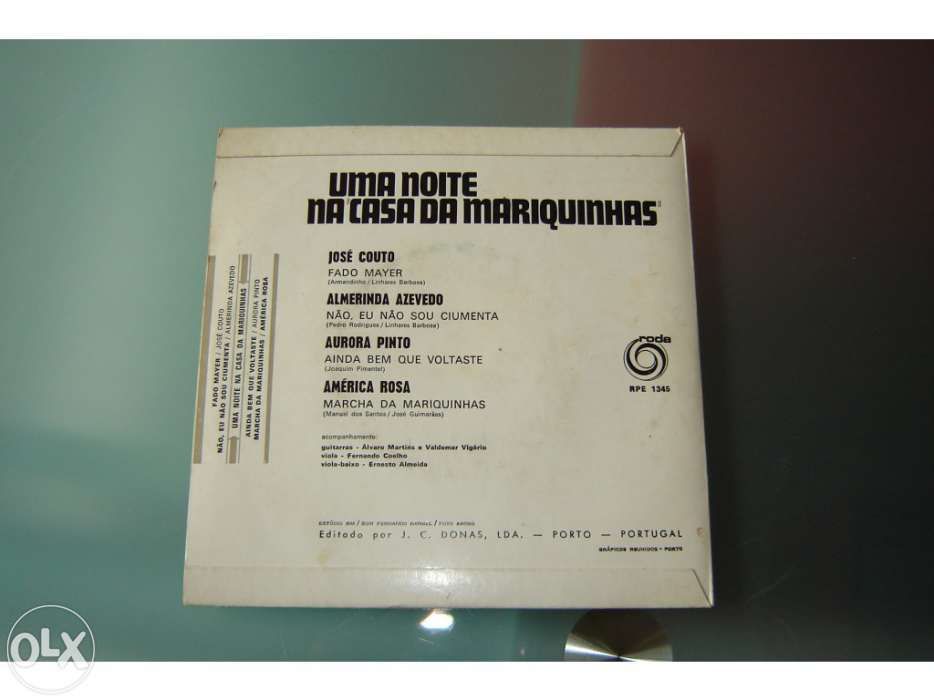 UMA NOITE
NA "CASA DA MARIQUINHAS"
JOSÉ COUTO
FADO MAYER
(Armandinho / Linhares Barbosa)
ALMERINDA AZEVEDO
NÃO, EU NÃO SOU CIUMENTA
(Pedro Rodrigues / Linhares Barbosa)
AURORA PINTO
AINDA BEM QUE VOLTASTE
(Joaquim Pimentel)
AMÉRICA ROSA
MARCHA DA MARIQUINHAS
(Manuel dos Santos / José Guimarães)
acompanhamento:
guitarras - Álvaro Martins e Valdemar Vigário
viola - Fernando Coelho
viola-baixo - Ernesto Almeida
Editado por J. C. DONAS, LDA. — PORTO — PORTUGAL
GRÁFICOS REUNIDOS - PORTO
rode
RPE 1345
FADO MAYER / JOSÉ COUTO
NÃO, EU NÃO SOU CIUMENTA / ALMERINDA AZEVEDO
UMA NOITE NA CASA DA MARIQUINHAS
AINDA BEM QUE VOLTASTE / AURORA PINTO
MARCHA DA MARIQUINHAS / AMÉRICA ROSA
OLX